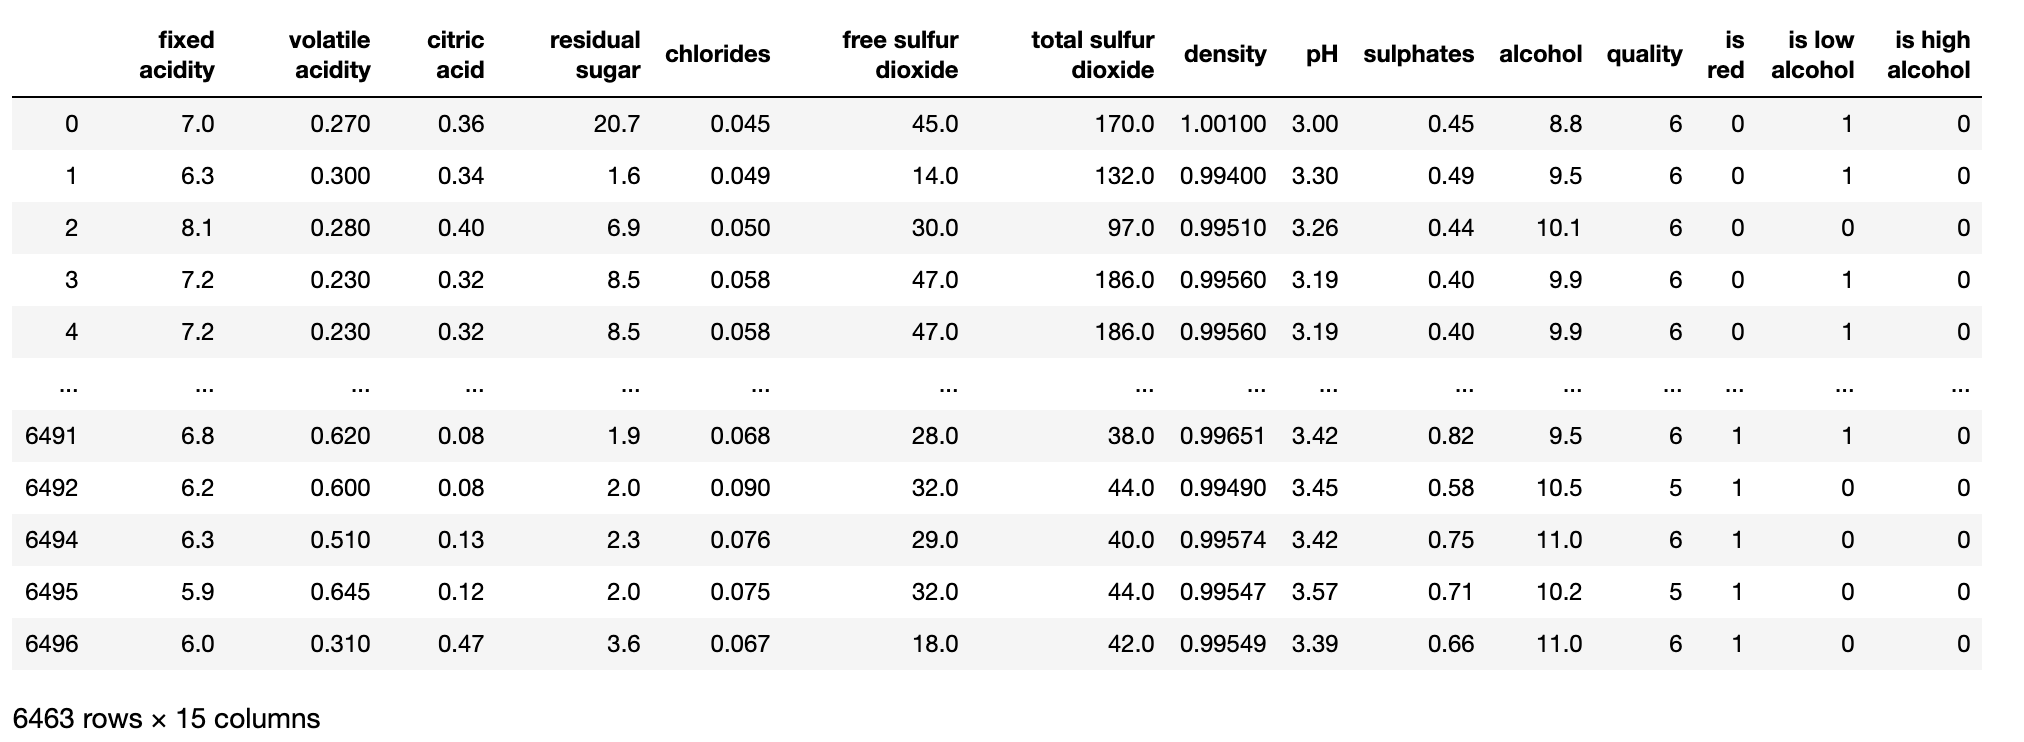 fixed acidity volatile acidity citric acid residual sugar chlorides free sulfur dioxide total sulfur dioxide density pH sulphates alcohol quality is red is low alcohol is high alcohol
0 7.0 0.270 0.36 20.7 0.045 45.0 170.0 1.00100 3.00 0.45 8.8 6 0 1 0
1 6.3 0.300 0.34 1.6 0.049 14.0 132.0 0.99400 3.30 0.49 9.5 6 0 1 0
2 8.1 0.280 0.40 6.9 0.050 30.0 97.0 0.99510 3.26 0.44 10.1 6 0 0 0
3 7.2 0.230 0.32 8.5 0.058 47.0 186.0 0.99560 3.19 0.40 9.9 6 0 1 0
4 7.2 0.230 0.32 8.5 0.058 47.0 186.0 0.99560 3.19 0.40 9.9 6 0 1 0
... ... ... ... ... ... ... ... ... ... ... ... ... ... ... ...
6491 6.8 0.620 0.08 1.9 0.068 28.0 38.0 0.99651 3.42 0.82 9.5 6 1 1 0
6492 6.2 0.600 0.08 2.0 0.090 32.0 44.0 0.99490 3.45 0.58 10.5 5 1 0 0
6494 6.3 0.510 0.13 2.3 0.076 29.0 40.0 0.99574 3.42 0.75 11.0 6 1 0 0
6495 5.9 0.645 0.12 2.0 0.075 32.0 44.0 0.99547 3.57 0.71 10.2 5 1 0 0
6496 6.0 0.310 0.47 3.6 0.067 18.0 42.0 0.99549 3.39 0.66 11.0 6 1 0 0
6463 rows × 15 columns